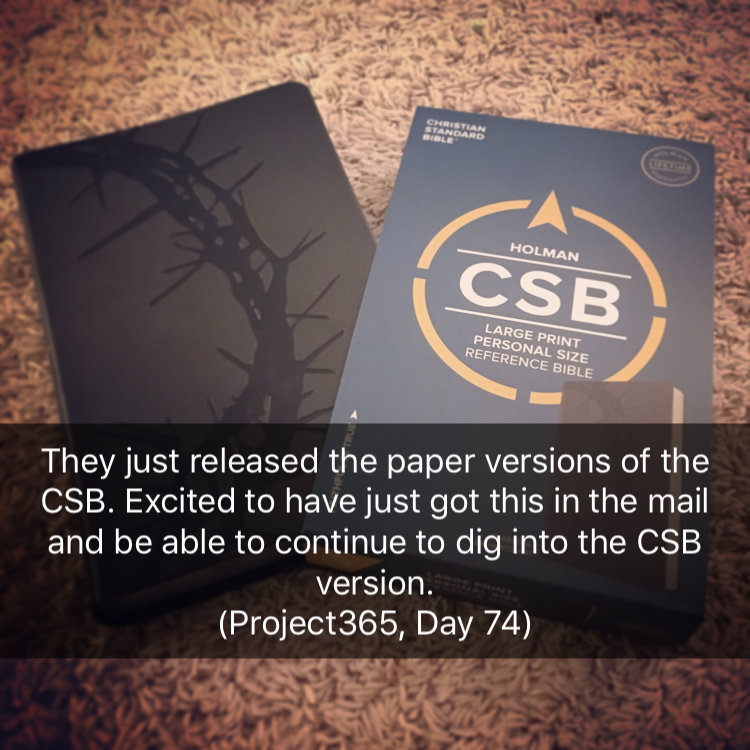 CHRISTIAN
STANDARD
BIBLE
LIFETIME
HOLMAN
CSB
LARGE PRINT
PERSONAL SIZE
REFERENCE BIBLE
They just released the paper versions of the
CSB. Excited to have just got this in the mail
and be able to continue to dig into the CSB
version.
(Project365, Day 74)
LARGE PRINT